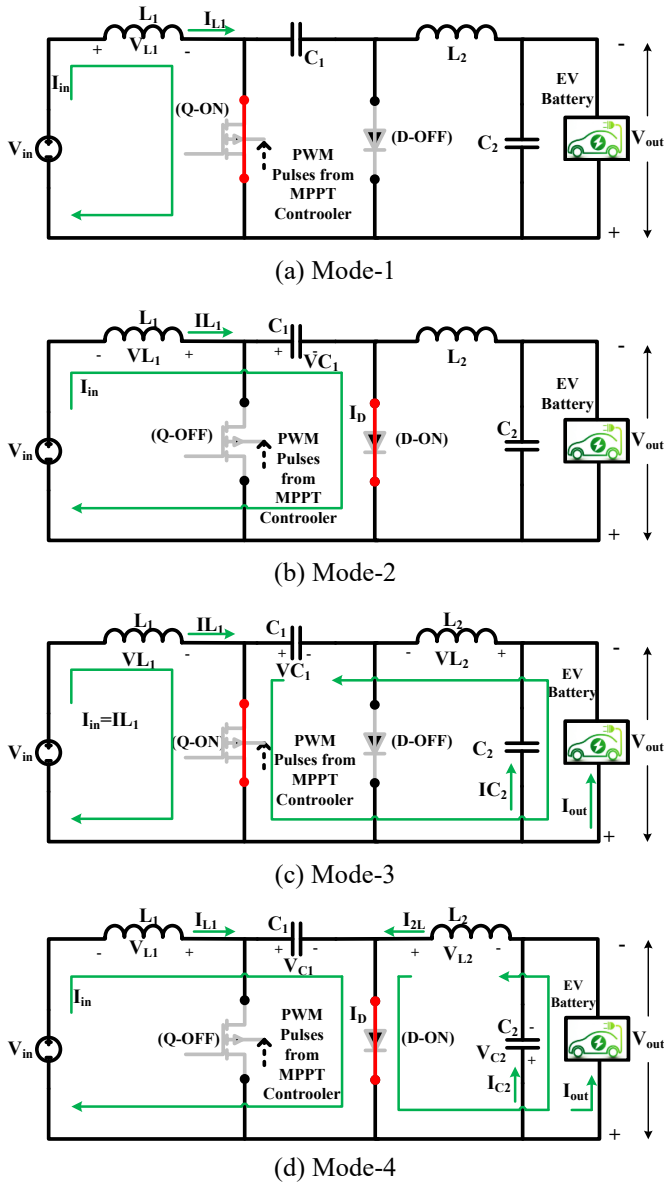 L1
VL1
+ -
IL1
C1
L2
-
Iin
(Q-ON)
(D-OFF)
EV
Battery
Vin
PWM
Pulses from
MPPT
Controoler
C2
Vout
+
(a) Mode-1
L1
IL1
C1
L2
-
- VL1 +
+ -
VC1
Iin
ID
EV
Battery
Vin
(Q-OFF)
PWM
Pulses
from
MPPT
Controoler
(D-ON)
C2
Vout
+
(b) Mode-2
L1
IL1
C1
L2
-
VL1 -
+ -
VC1
- VL2 +
EV
Battery
Iin=IL1
Vin
(Q-ON)
PWM
Pulses from
MPPT
Controoler
(D-OFF)
C2
IC2
Iout
Vout
+
(c) Mode-3
L1
IL1
C1
I2L
L2
-
- VL1 +
+ -
VC1
+ VL2 -
Iin
ID
EV
Battery
Vin
(Q-OFF)
PWM
Pulses
from
MPPT
Controoler
(D-ON)
C2 -
VC2 +
IC2
Iout
Vout
+
(d) Mode-4